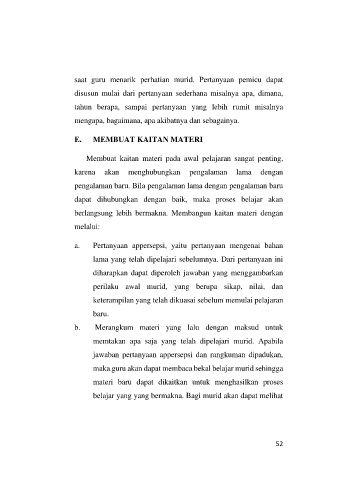 saat guru menarik perhatian murid. Pertanyaan pemicu dapat
disusun mulai dari pertanyaan sederhana misalnya apa, dimana,
tahun berapa, sampai pertanyaan yang lebih rumit misalnya
mengapa, bagaimana, apa akibatnya dan sebagainya.
E. MEMBUAT KAITAN MATERI
Membuat kaitan materi pada awal pelajaran sangat penting,
karena akan menghubungkan pengalaman lama dengan
pengalaman baru. Bila pengalaman lama dengan pengalaman baru
dapat dihubungkan dengan baik, maka proses belajar akan
berlangsung lebih bermakna. Membangun kaitan materi dengan
melalui:
a. Pertanyaan appersepsi, yaitu pertanyaan mengenai bahan
lama yang telah dipelajari sebelumnya. Dari pertanyaan ini
diharapkan dapat diperoleh jawaban yang menggambarkan
perilaku awal murid, yang berupa sikap, nilai, dan
keterampilan yang telah dikuasai sebelum memulai pelajaran
baru.
b. Merangkum materi yang lalu dengan maksud untuk
memtakan apa saja yang telah dipelajari murid. Apabila
jawaban pertanyaan appersepsi dan rangkuman dipadukan,
maka guru akan dapat membaca bekal belajar murid sehingga
materi baru dapat dikaitkan untuk menghasilkan proses
belajar yang yang bermakna. Bagi murid akan dapat melihat
52